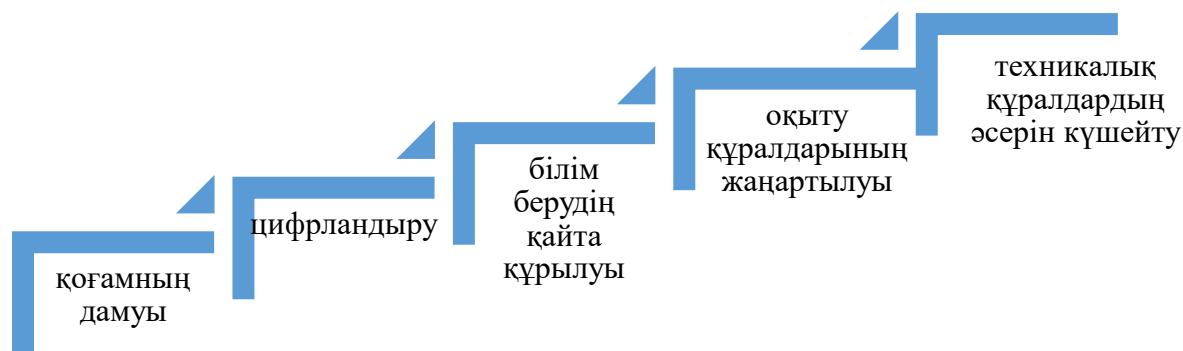 қоғамның
дамуы
цифрландыру
білім
берудің
қайта
құрылуы
оқыту
құралдарының
жаңартылуы
техникалық
құралдардың
әсерін күшейту